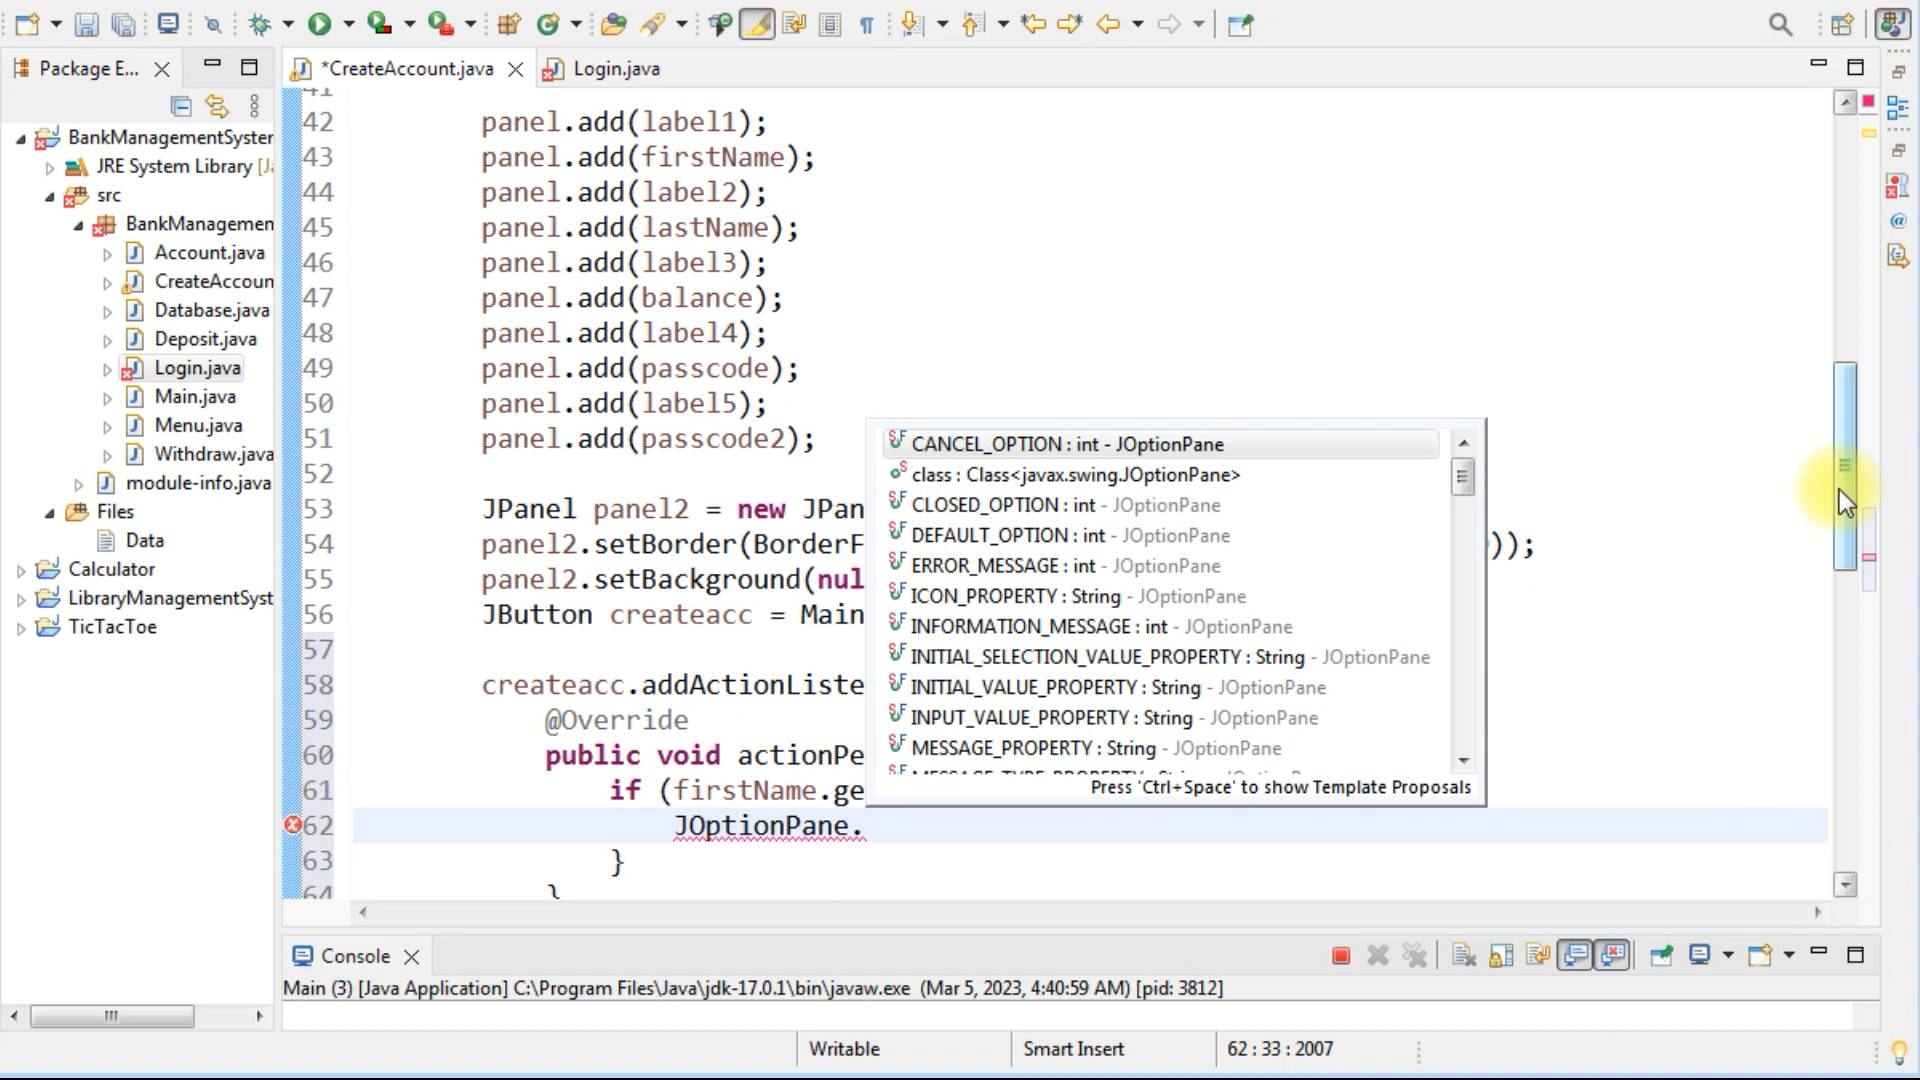 Package E...
*CreateAccount.java
Login.java
BankManagementSyster
JRE System Library [Ja
src
BankManagemen
Account.java
CreateAccoun
Database.java
Deposit.java
Login.java
Main.java
Menu.java
Withdraw.java
module-info.java
Files
Data
Calculator
LibraryManagementSyst
TicTacToe
41
42 panel.add(label1);
43 panel.add(firstName);
44 panel.add(label2);
45 panel.add(lastName);
46 panel.add(label3);
47 panel.add(balance);
48 panel.add(label4);
49 panel.add(passcode);
50 panel.add(label5);
51 panel.add(passcode2);
52
53 JPanel panel2 = new JPan
54 panel2.setBorder(BorderF ));
55 panel2.setBackground(nul
56 JButton createacc = Main
57
58 createacc.addActionListe
59 @Override
60 public void actionPe
61 if (firstName.ge
62 JOptionPane.
63 }
64 }
CANCEL_OPTION : int - JOptionPane
class : Class<javax.swing.JOptionPane>
CLOSED_OPTION : int - JOptionPane
DEFAULT_OPTION : int - JOptionPane
ERROR_MESSAGE : int - JOptionPane
ICON_PROPERTY : String - JOptionPane
INFORMATION_MESSAGE : int - JOptionPane
INITIAL_SELECTION_VALUE_PROPERTY : String - JOptionPane
INITIAL_VALUE_PROPERTY : String - JOptionPane
INPUT_VALUE_PROPERTY : String - JOptionPane
MESSAGE_PROPERTY : String - JOptionPane
Press 'Ctrl+Space' to show Template Proposals
Console
Main (3) [Java Application] C:\Program Files\Java\jdk-17.0.1\bin\javaw.exe (Mar 5, 2023, 4:40:59 AM) [pid: 3812]
Writable
Smart Insert
62 : 33 : 2007